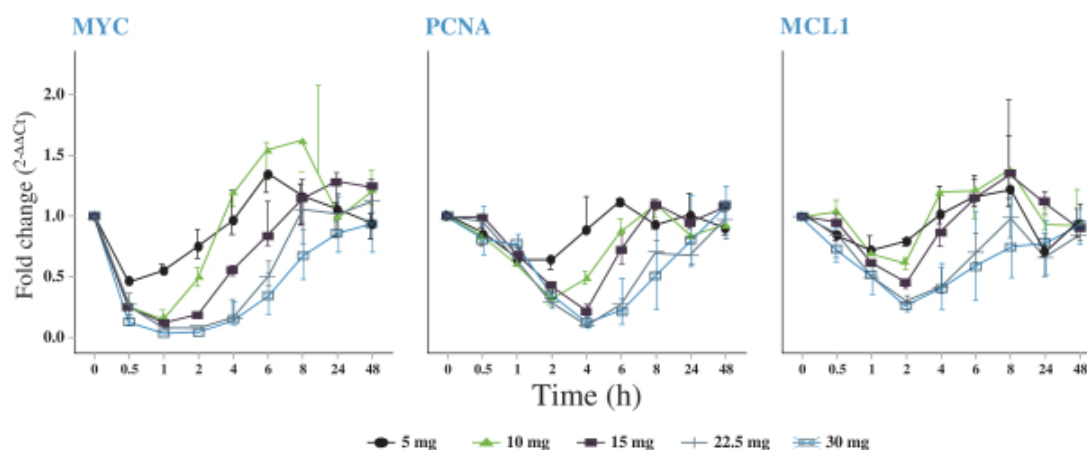 MYC PCNA MCL1
Fold change (2-ΔΔCt)
2.0
1.5
1.0
0.5
0.0
0 0.5 1 2 4 6 8 24 48 0 0.5 1 2 4 6 8 24 48 0 0.5 1 2 4 6 8 24 48
Time (h)
5 mg 10 mg 15 mg 22.5 mg 30 mg